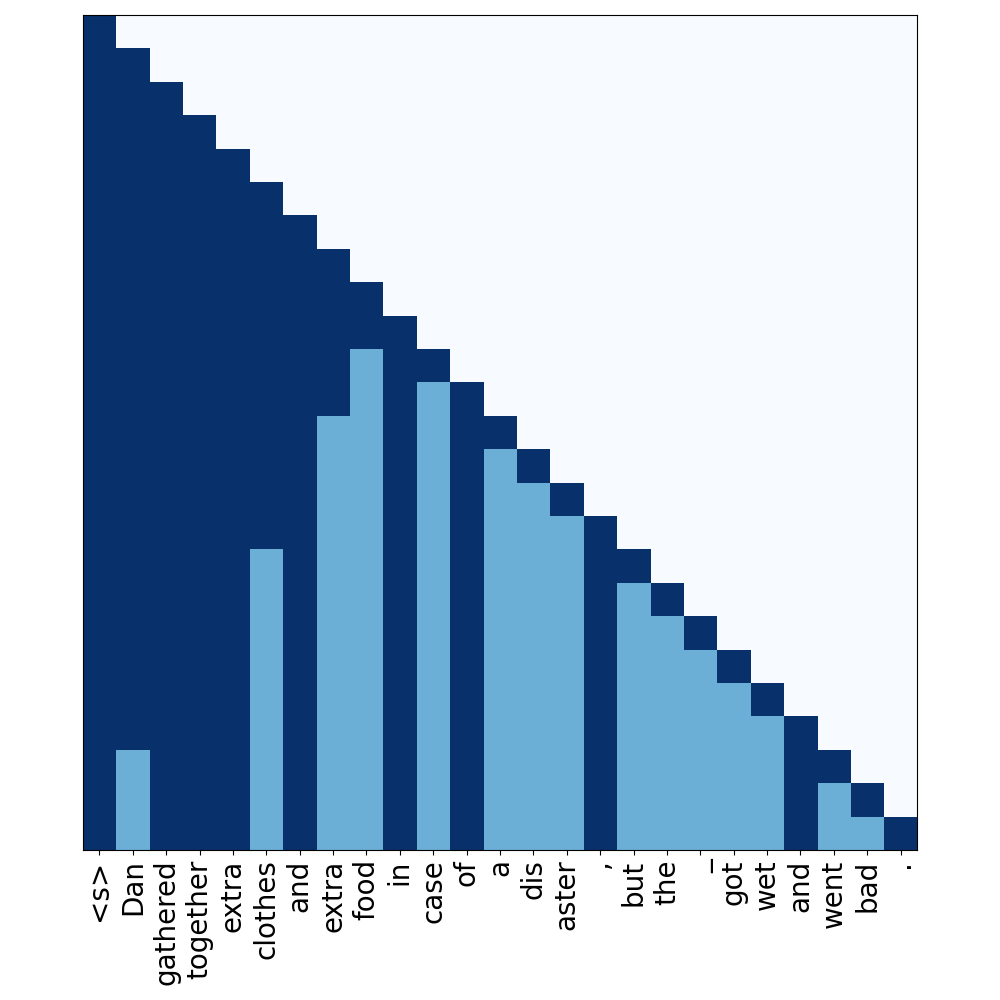 <s> Dan gathered together extra clothes and extra food in case of a dis aster , but the _ got wet and went bad .